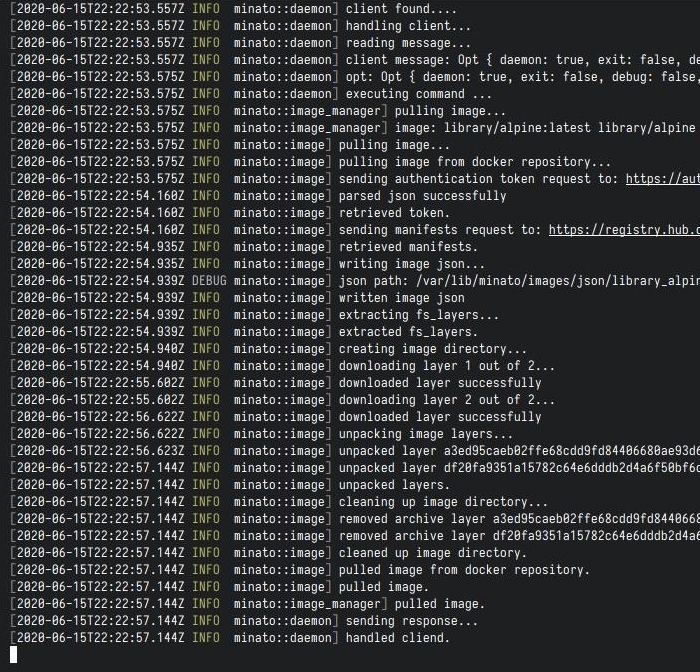 [2020-06-15T22:22:53.557Z INFO  minato::daemon] client found....
[2020-06-15T22:22:53.557Z INFO  minato::daemon] handling client...
[2020-06-15T22:22:53.557Z INFO  minato::daemon] reading message...
[2020-06-15T22:22:53.575Z INFO  minato::daemon] client message: Opt { daemon: true, exit: false, de
[2020-06-15T22:22:53.575Z INFO  minato::daemon] opt: Opt { daemon: true, exit: false, debug: false,
[2020-06-15T22:22:53.575Z INFO  minato::daemon] executing command ...
[2020-06-15T22:22:53.575Z INFO  minato::image_manager] pulling image...
[2020-06-15T22:22:53.575Z INFO  minato::image_manager] image: library/alpine:latest library/alpine
[2020-06-15T22:22:53.575Z INFO  minato::image] pulling image...
[2020-06-15T22:22:53.575Z INFO  minato::image] pulling image from docker repository...
[2020-06-15T22:22:53.575Z INFO  minato::image] sending authentication token request to: https://aut
[2020-06-15T22:22:54.160Z INFO  minato::image] parsed json successfully
[2020-06-15T22:22:54.160Z INFO  minato::image] retrieved token.
[2020-06-15T22:22:54.160Z INFO  minato::image] sending manifests request to: https://registry.hub.d
[2020-06-15T22:22:54.935Z INFO  minato::image] retrieved manifests.
[2020-06-15T22:22:54.935Z INFO  minato::image] writing image json...
[2020-06-15T22:22:54.939Z DEBUG minato::image] json path: /var/lib/minato/images/json/library_alpin
[2020-06-15T22:22:54.939Z INFO  minato::image] written image json
[2020-06-15T22:22:54.939Z INFO  minato::image] extracting fs_layers...
[2020-06-15T22:22:54.939Z INFO  minato::image] extracted fs_layers.
[2020-06-15T22:22:54.940Z INFO  minato::image] creating image directory...
[2020-06-15T22:22:54.940Z INFO  minato::image] downloading layer 1 out of 2...
[2020-06-15T22:22:55.602Z INFO  minato::image] downloaded layer successfully
[2020-06-15T22:22:55.602Z INFO  minato::image] downloading layer 2 out of 2...
[2020-06-15T22:22:56.622Z INFO  minato::image] downloaded layer successfully
[2020-06-15T22:22:56.622Z INFO  minato::image] unpacking image layers...
[2020-06-15T22:22:56.623Z INFO  minato::image] unpacked layer a3ed95caeb02ffe68cdd9fd84406680ae93d6
[2020-06-15T22:22:57.144Z INFO  minato::image] unpacked layer df20fa9351a15782c64e6dddb2d4a6f50bf6c
[2020-06-15T22:22:57.144Z INFO  minato::image] unpacked layers.
[2020-06-15T22:22:57.144Z INFO  minato::image] cleaning up image directory...
[2020-06-15T22:22:57.144Z INFO  minato::image] removed archive layer a3ed95caeb02ffe68cdd9fd8440668
[2020-06-15T22:22:57.144Z INFO  minato::image] removed archive layer df20fa9351a15782c64e6dddb2d4a6
[2020-06-15T22:22:57.144Z INFO  minato::image] cleaned up image directory.
[2020-06-15T22:22:57.144Z INFO  minato::image] pulled image from docker repository.
[2020-06-15T22:22:57.144Z INFO  minato::image] pulled image.
[2020-06-15T22:22:57.144Z INFO  minato::image_manager] pulled image.
[2020-06-15T22:22:57.144Z INFO  minato::daemon] sending response...
[2020-06-15T22:22:57.144Z INFO  minato::daemon] handled cliend.